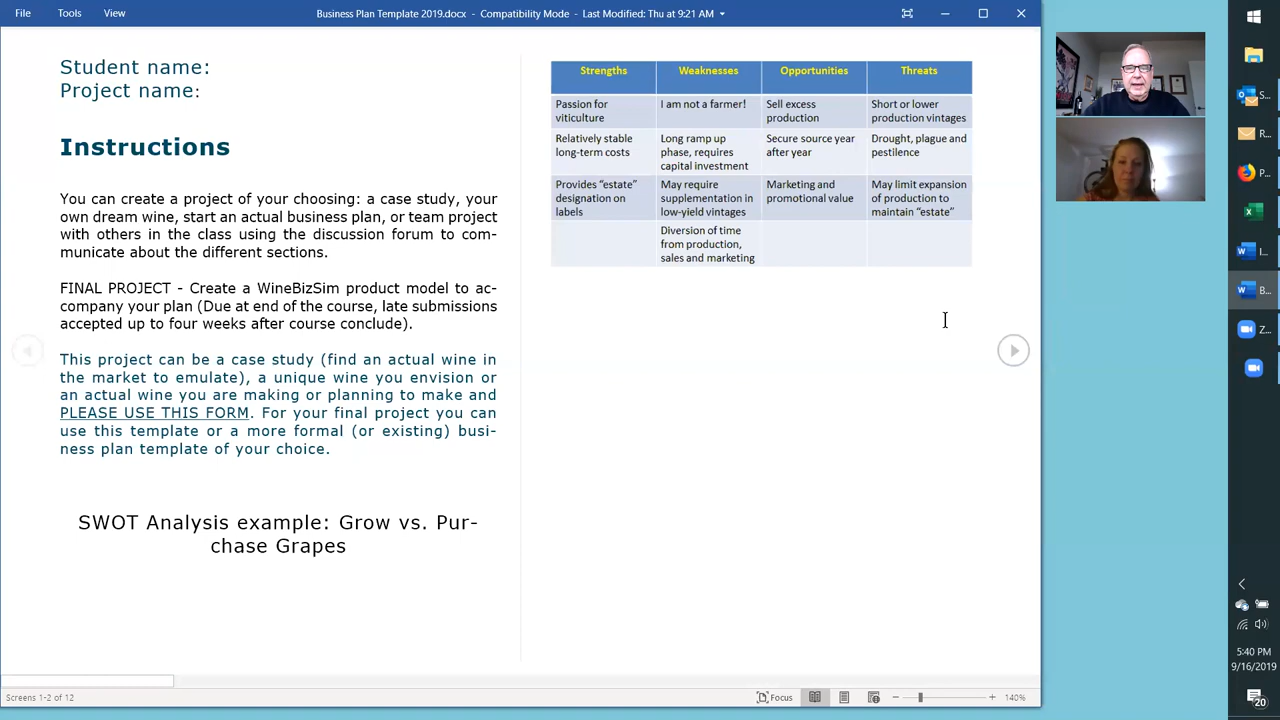 File
Tools
View
Business Plan Template 2019.docx - Compatibility Mode - Last Modified: Thu at 9:21 AM
Student name:
Project name:
Instructions
You can create a project of your choosing: a case study, your
own dream wine, start an actual business plan, or team project
with others in the class using the discussion forum to com-
municate about the different sections.
FINAL PROJECT - Create a WineBizSim product model to ac-
company your plan (Due at end of the course, late submissions
accepted up to four weeks after course conclude).
This project can be a case study (find an actual wine in
the market to emulate), a unique wine you envision or
an actual wine you are making or planning to make and
PLEASE USE THIS FORM. For your final project you can
use this template or a more formal (or existing) busi-
ness plan template of your choice.
SWOT Analysis example: Grow vs. Pur-
chase Grapes
Strengths
Weaknesses
Opportunities
Threats
Passion for
viticulture
I am not a farmer!
Sell excess
production
Short or lower
production vintages
Relatively stable
long-term costs
Long ramp up
phase, requires
capital investment
Secure source year
after year
Drought, plague and
pestilence
Provides “estate”
designation on
labels
May require
supplementation in
low-yield vintages
Marketing and
promotional value
May limit expansion
of production to
maintain “estate”
Diversion of time
from production,
sales and marketing
Screens 1-2 of 12
Focus
140%
S...
P...
I...
B...
Z...
5:40 PM
9/16/2019
20